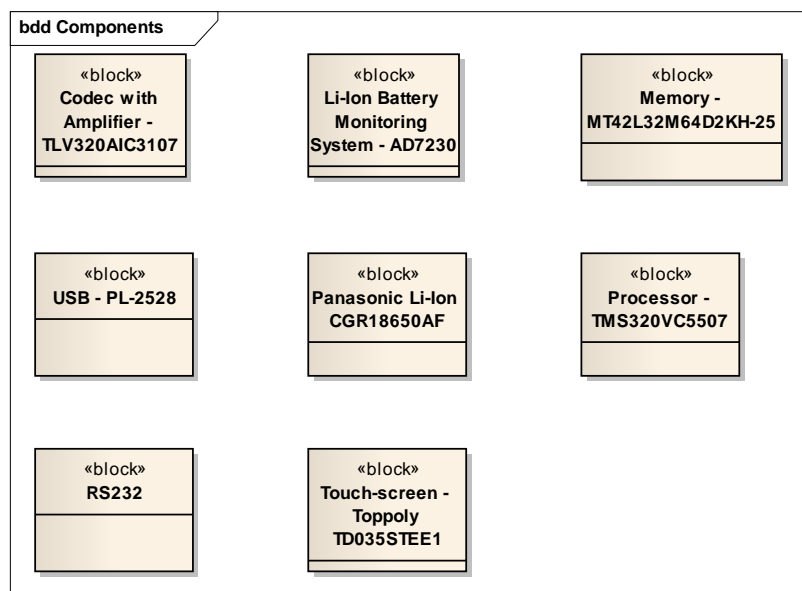 bdd Components
«block»
Codec with
Amplifier -
TLV320AIC3107
«block»
Li-Ion Battery
Monitoring
System - AD7230
«block»
Memory -
MT42L32M64D2KH-25
«block»
USB - PL-2528
«block»
Panasonic Li-Ion
CGR18650AF
«block»
Processor -
TMS320VC5507
«block»
RS232
«block»
Touch-screen -
Toppoly
TD035STEE1